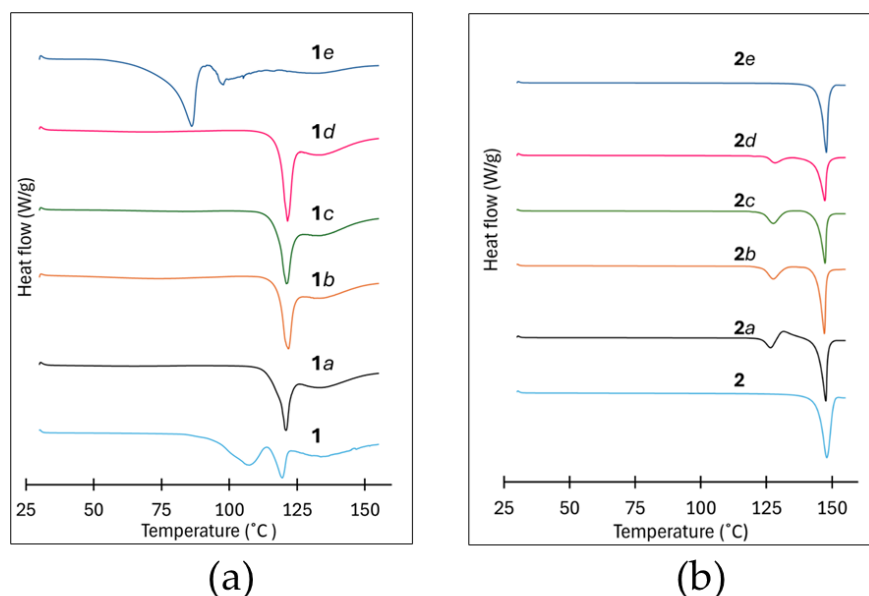 1e
1d
1c
1b
1a
1
Heat flow (W/g)
25 50 75 100 125 150
Temperature (˚C )
(a)
2e
2d
2c
2b
2a
2
Heat flow (W/g)
25 50 75 100 125 150
Temperature (˚C)
(b)